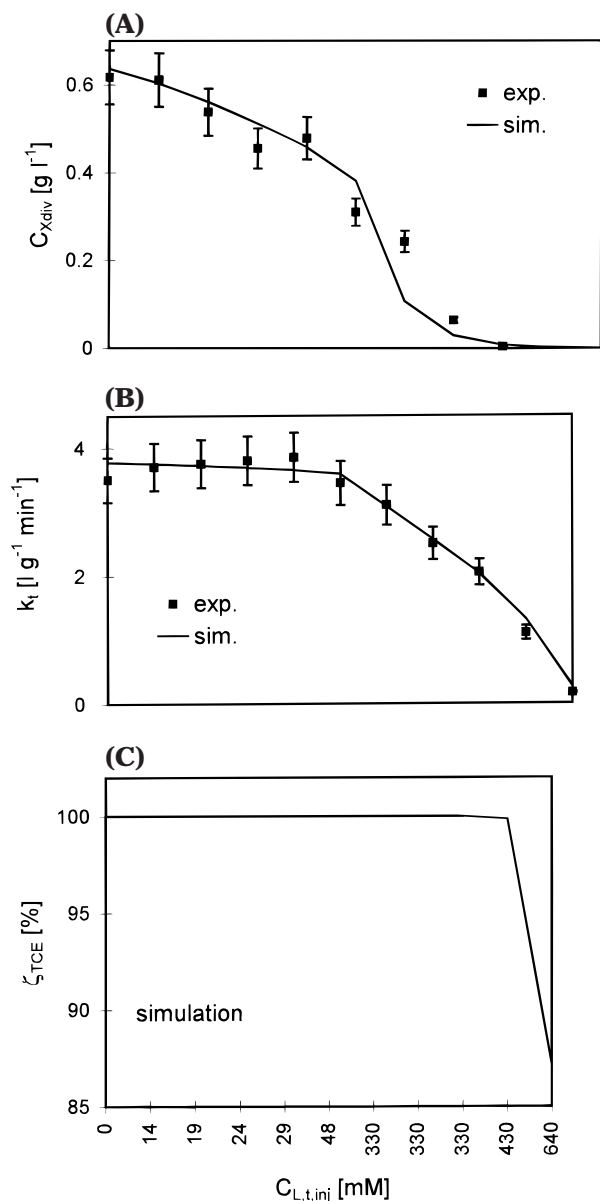 (A)
0.6
0.4
0.2
0
C_Xdiv [g l⁻¹]
exp.
sim.
(B)
4
2
0
k_t [l g⁻¹ min⁻¹]
exp.
sim.
(C)
100
95
90
85
ζ_TCE [%]
simulation
0 14 19 24 29 48 330 330 330 430 640
C_L,t,inj [mM]